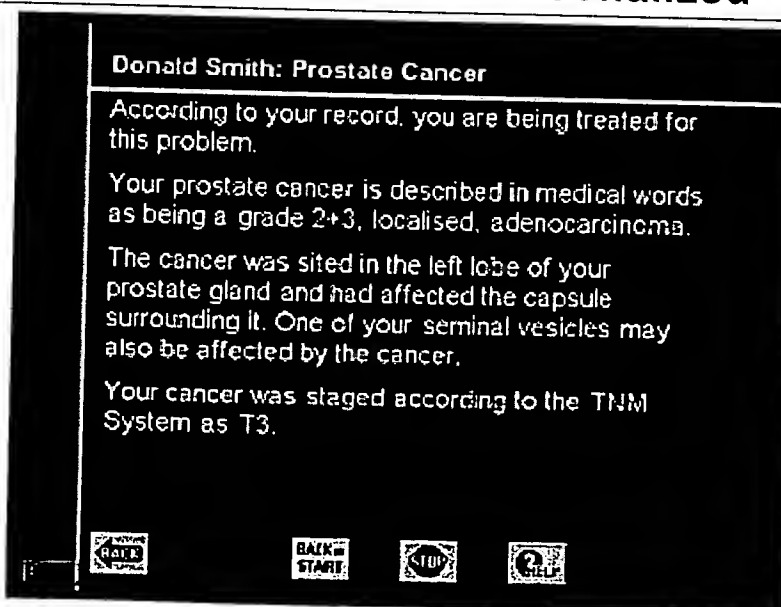 Donald Smith: Prostate Cancer
According to your record, you are being treated for
this problem.
Your prostate cancer is described in medical words
as being a grade 2+3, localised, adenocarcinoma.
The cancer was sited in the left lobe of your
prostate gland and had affected the capsule
surrounding it. One of your seminal vesicles may
also be affected by the cancer.
Your cancer was staged according to the TNM
System as T3.
BACK
BACK
START
STOP
? HELP